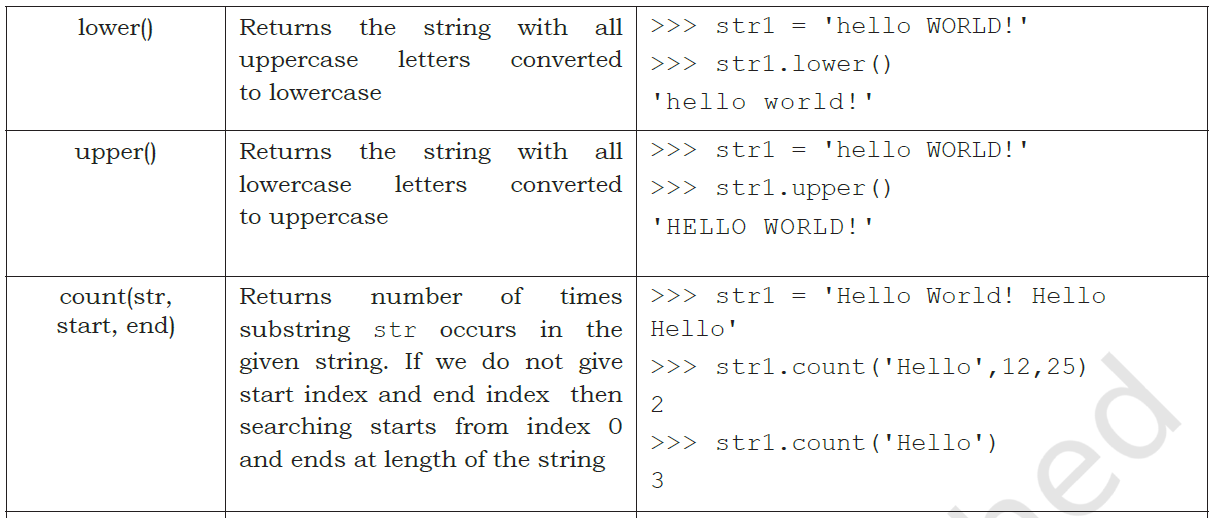 lower()
Returns the string with all
uppercase letters converted
to lowercase
>>> str1 = 'hello WORLD!'
>>> str1.lower()
'hello world!'
upper()
Returns the string with all
lowercase letters converted
to uppercase
>>> str1 = 'hello WORLD!'
>>> str1.upper()
'HELLO WORLD!'
count(str,
start, end)
Returns number of times
substring str occurs in the
given string. If we do not give
start index and end index then
searching starts from index 0
and ends at length of the string
>>> str1 = 'Hello World! Hello
Hello'
>>> str1.count('Hello',12,25)
2
>>> str1.count('Hello')
3